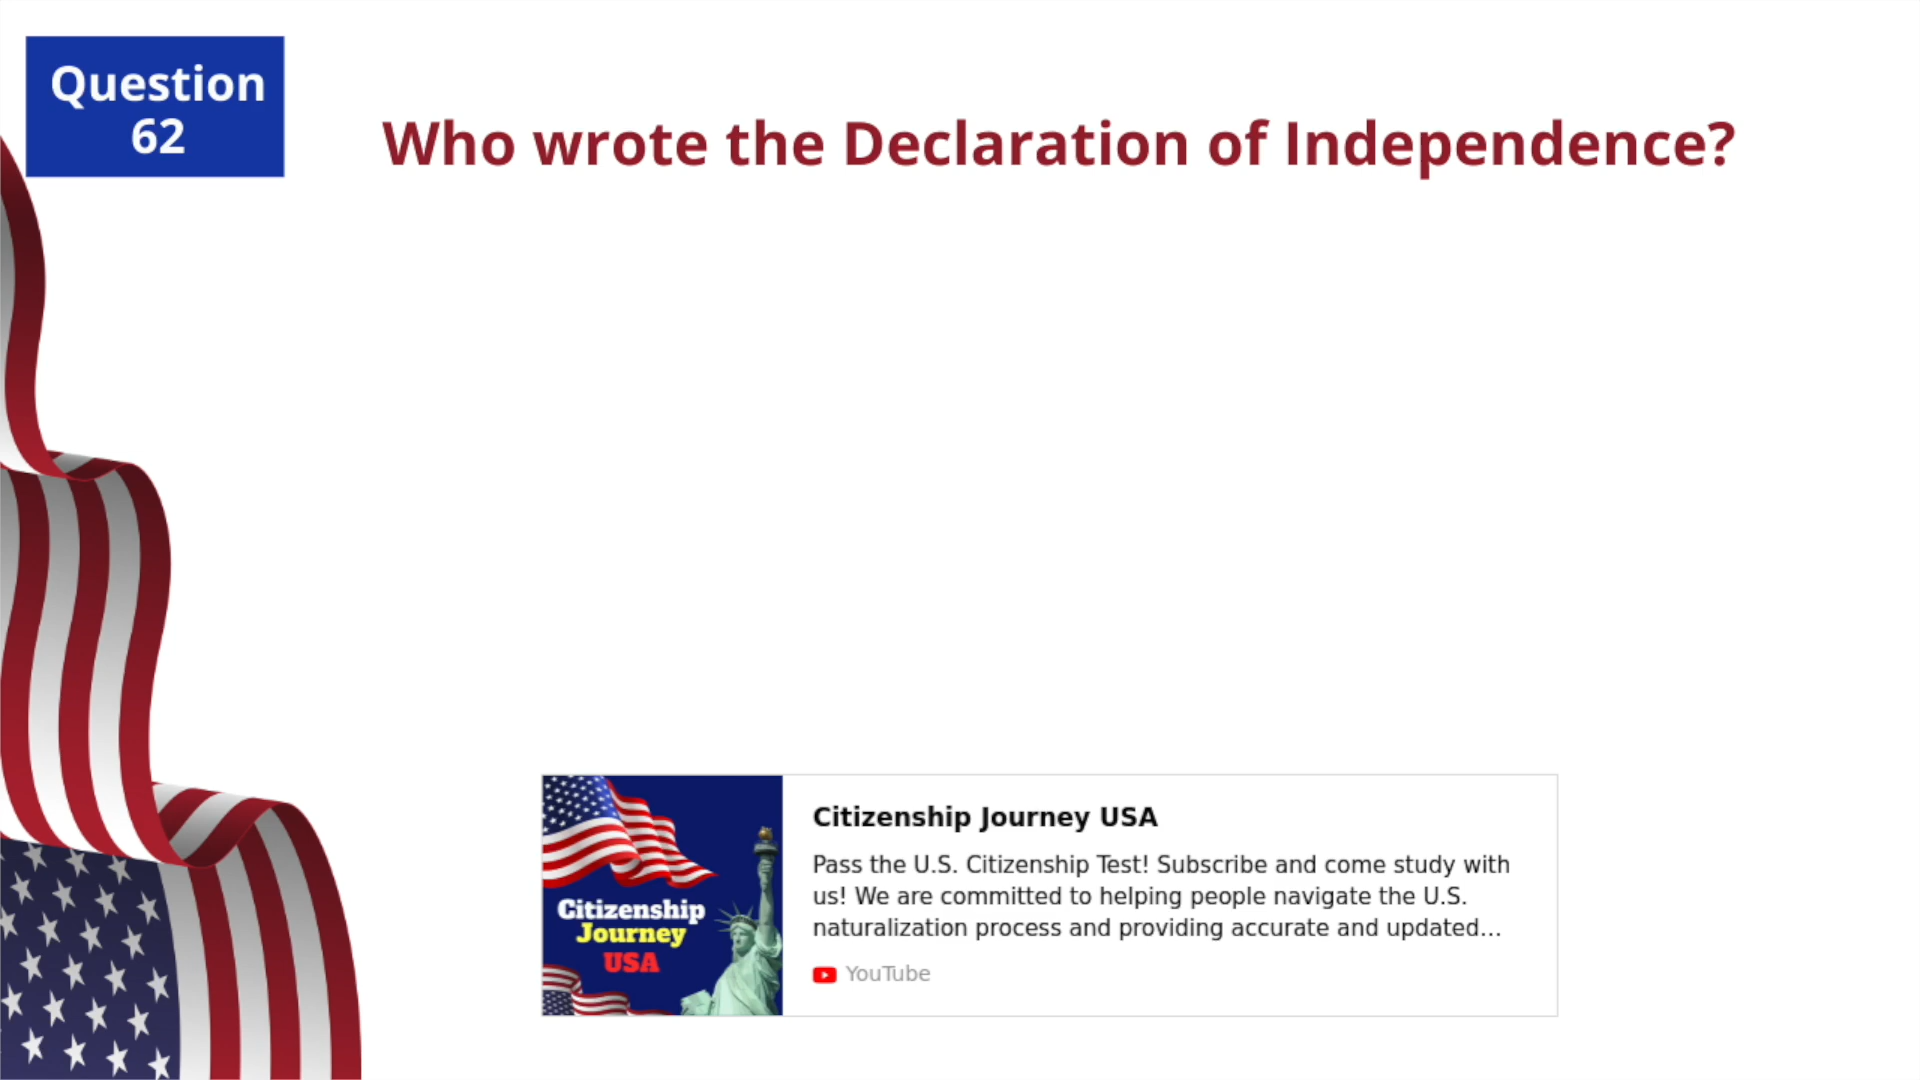 Question
62
Who wrote the Declaration of Independence?
Citizenship
Journey
USA
Citizenship Journey USA
Pass the U.S. Citizenship Test! Subscribe and come study with
us! We are committed to helping people navigate the U.S.
naturalization process and providing accurate and updated...
YouTube